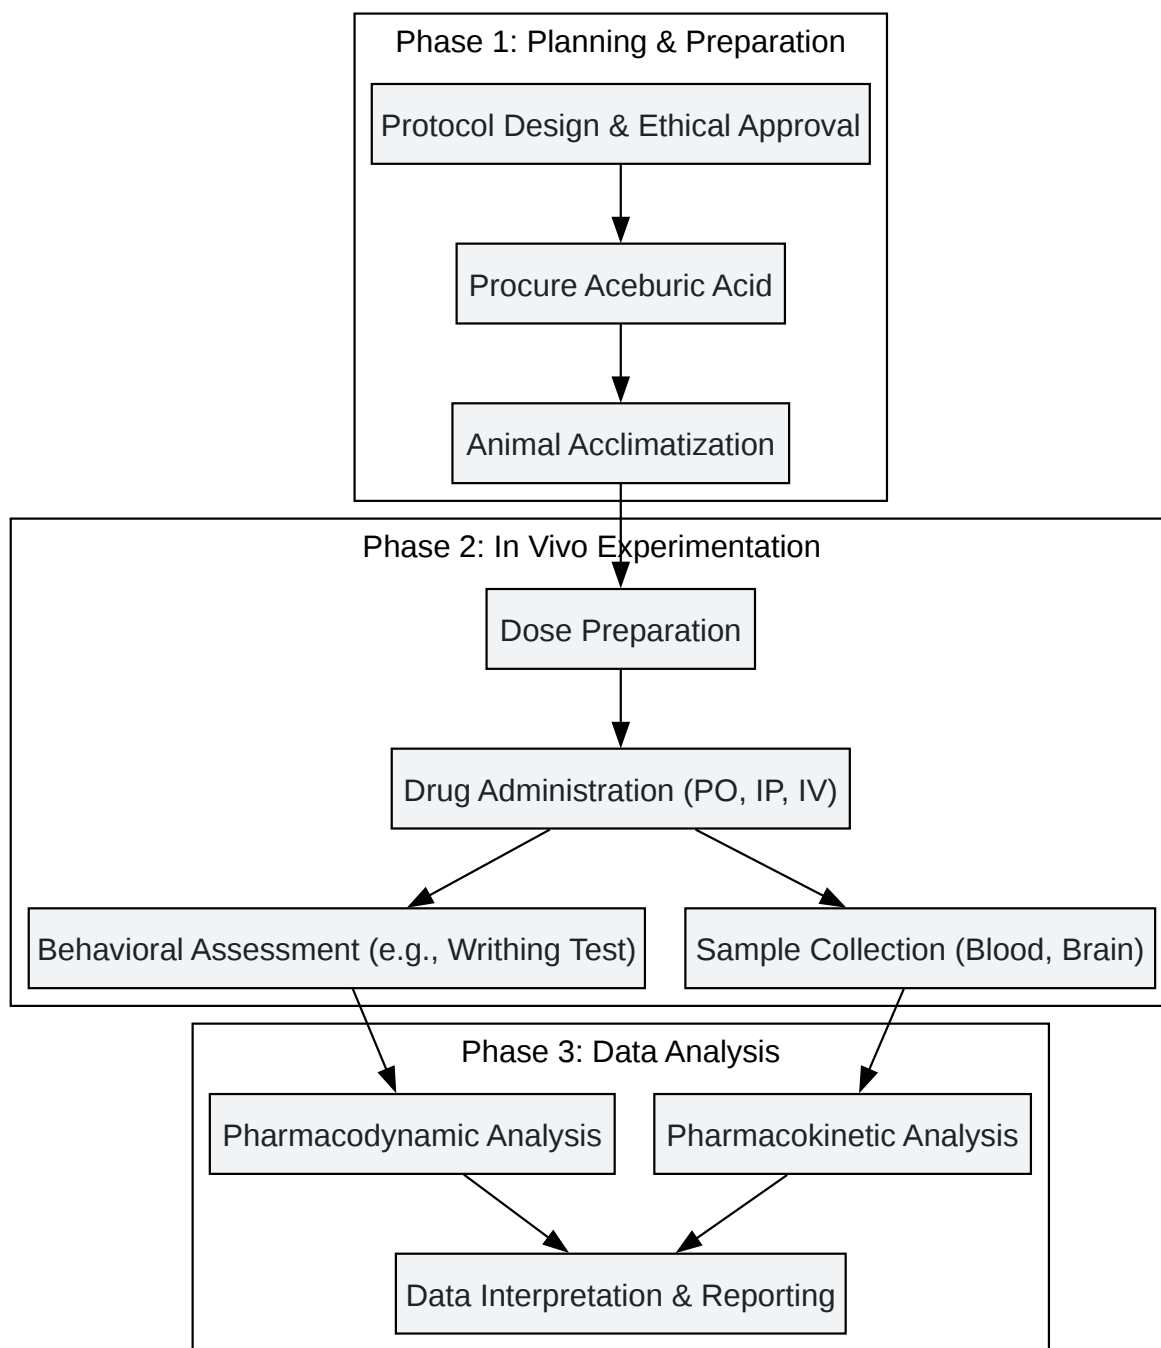 Phase 1: Planning & Preparation
Protocol Design & Ethical Approval
Procure Aceburic Acid
Animal Acclimatization
Phase 2: In Vivo Experimentation
Dose Preparation
Drug Administration (PO, IP, IV)
Behavioral Assessment (e.g., Writhing Test)
Sample Collection (Blood, Brain)
Phase 3: Data Analysis
Pharmacodynamic Analysis
Pharmacokinetic Analysis
Data Interpretation & Reporting